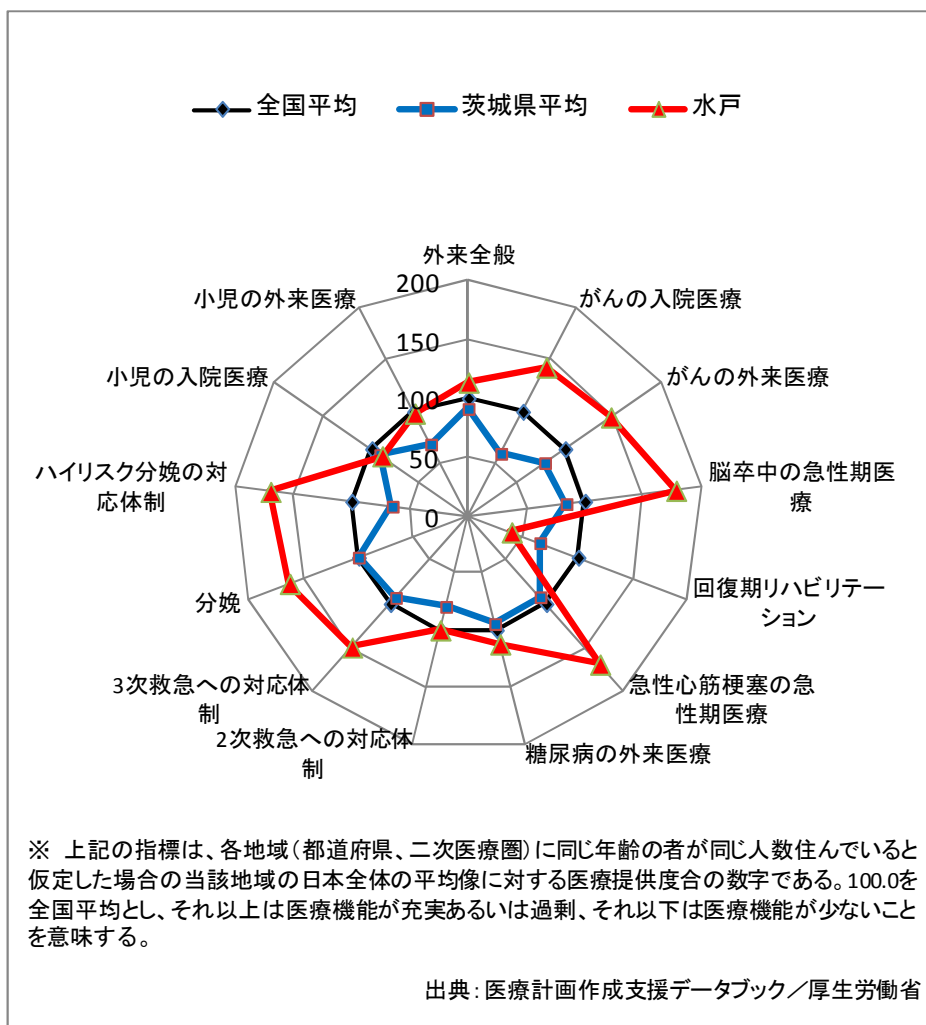 全国平均 茨城県平均 水戸
外来全般
がんの入院医療
がんの外来医療
脳卒中の急性期医
療
回復期リハビリテー
ション
急性心筋梗塞の急
性期医療
糖尿病の外来医療
2次救急への対応体
制
3次救急への対応体
制
分娩
ハイリスク分娩の対
応体制
小児の入院医療
小児の外来医療
200
150
100
50
0
※ 上記の指標は、各地域(都道府県、二次医療圏)に同じ年齢の者が同じ人数住んでいると
仮定した場合の当該地域の日本全体の平均像に対する医療提供度合の数字である。100.0を
全国平均とし、それ以上は医療機能が充実あるいは過剰、それ以下は医療機能が少ないこと
を意味する。
出典:医療計画作成支援データブック/厚生労働省